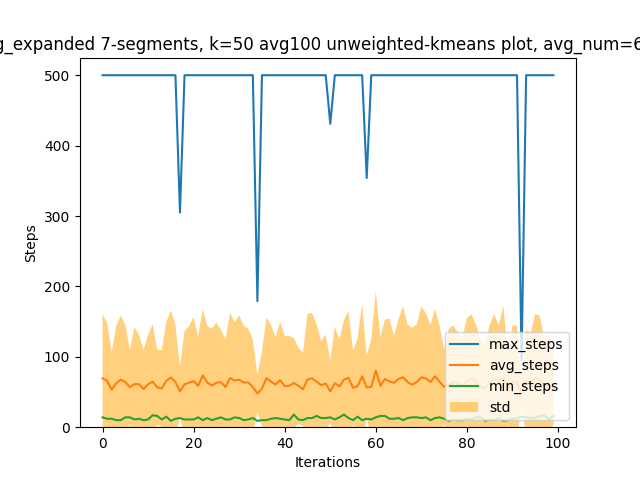 g_expanded 7-segments, k=50 avg100 unweighted-kmeans plot, avg_num=6
500
400
300
200
100
0
Steps
max_steps
avg_steps
min_steps
std
0 20 40 60 80 100
Iterations